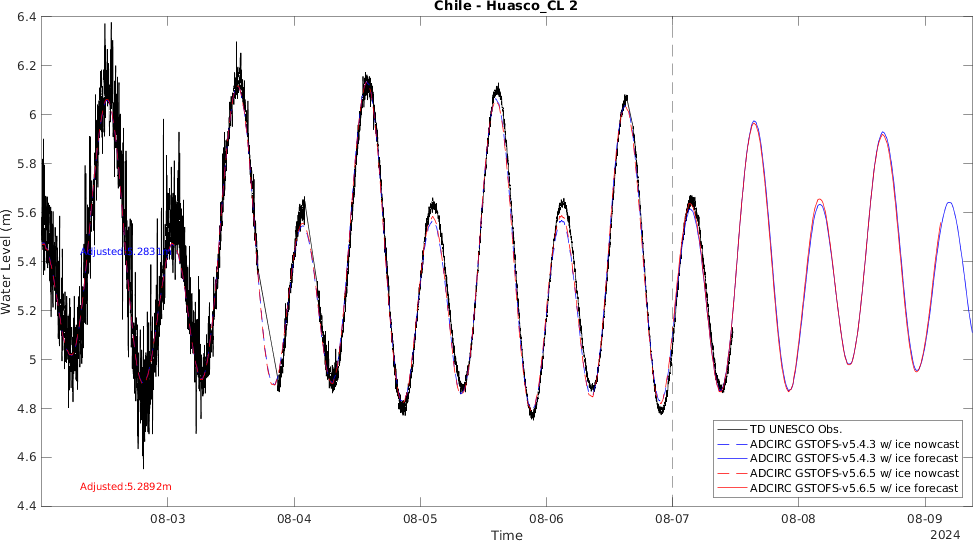 Chile - Huasco_CL 2
Water Level (m)
6.4
6.2
6
5.8
5.6
5.4
5.2
5
4.8
4.6
4.4
Adjusted:5.2831m
Adjusted:5.2892m
TD UNESCO Obs.
ADCIRC GSTOFS-v5.4.3 w/ ice nowcast
ADCIRC GSTOFS-v5.4.3 w/ ice forecast
ADCIRC GSTOFS-v5.6.5 w/ ice nowcast
ADCIRC GSTOFS-v5.6.5 w/ ice forecast
08-03 08-04 08-05 08-06 08-07 08-08 08-09
Time
2024